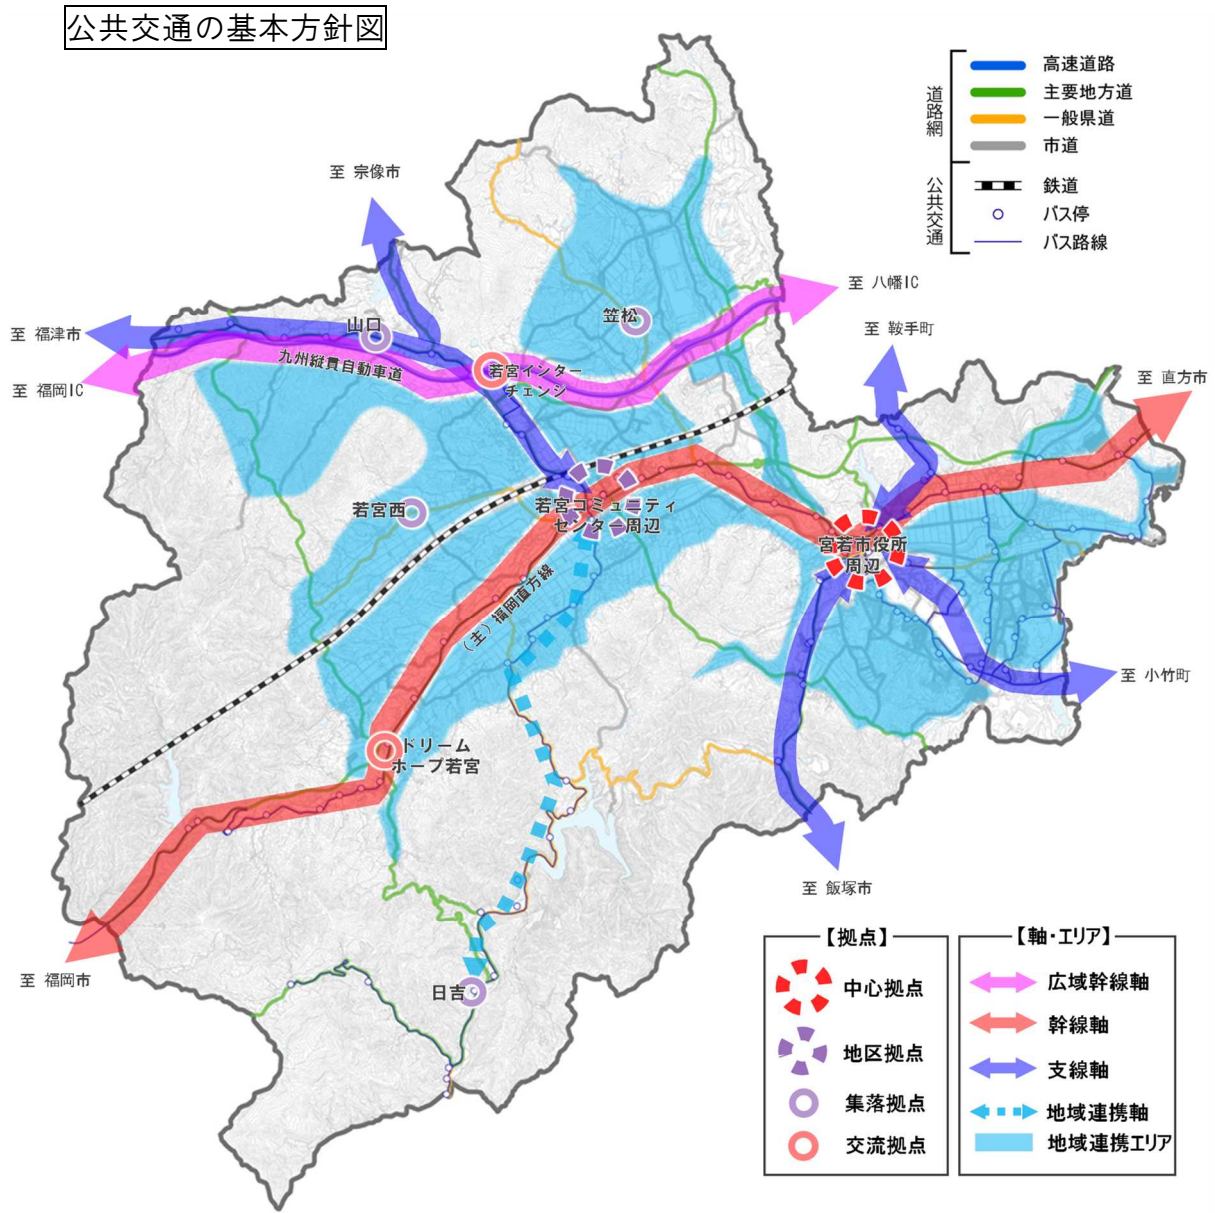 公共交通の基本方針図
道路網
高速道路
主要地方道
一般県道
市道
公共交通
鉄道
バス停
バス路線
至 宗像市
至 八幡IC
至 福津市
至 鞍手町
至 福岡IC
至 直方市
山口
笠松
九州縦貫自動車道
若宮インター
チェンジ
若宮西
若宮コミュニティ
センター周辺
宮若市役所
周辺
(主)福岡直方線
至 小竹町
ドリーム
ホープ若宮
至 飯塚市
至 福岡市
日吉
【拠点】
中心拠点
地区拠点
集落拠点
交流拠点
【軸・エリア】
広域幹線軸
幹線軸
支線軸
地域連携軸
地域連携エリア